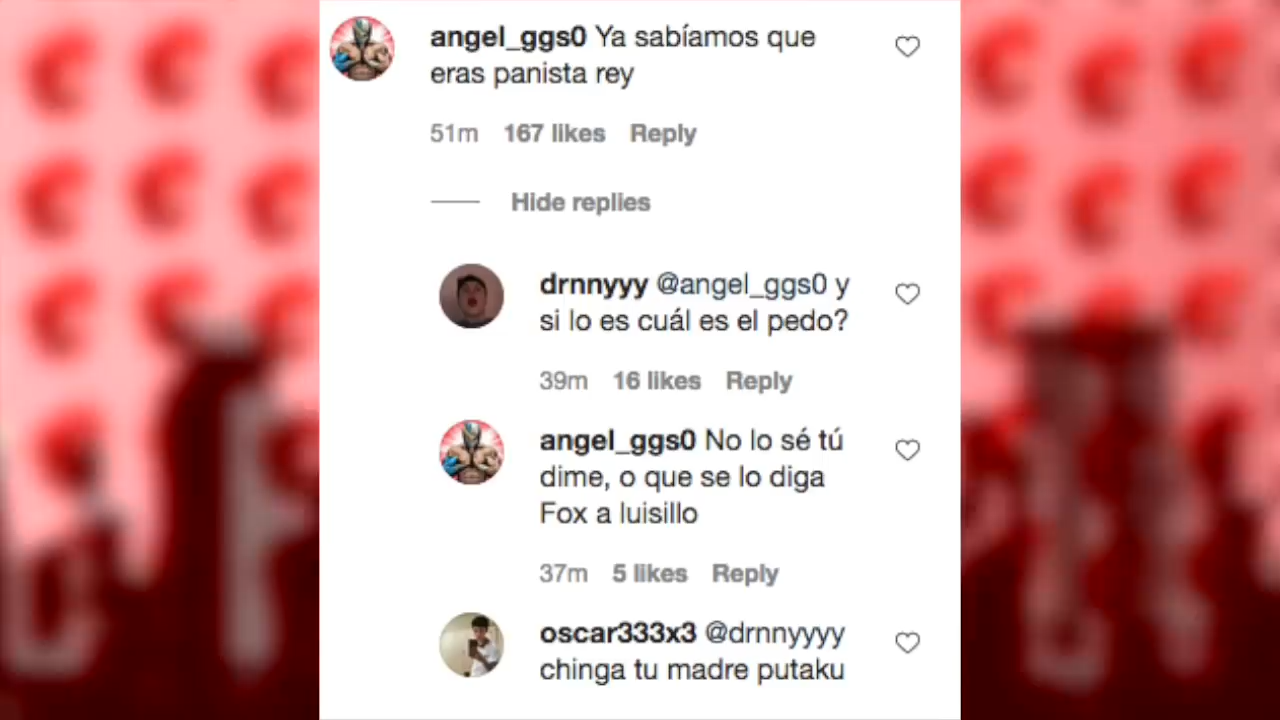 angel_ggs0 Ya sabíamos que
eras panista rey
51m 167 likes Reply
Hide replies
drnnyyy @angel_ggs0 y
si lo es cuál es el pedo?
39m 16 likes Reply
angel_ggs0 No lo sé tú
dime, o que se lo diga
Fox a luisillo
37m 5 likes Reply
oscar333x3 @drnnyyyy
chinga tu madre putaku